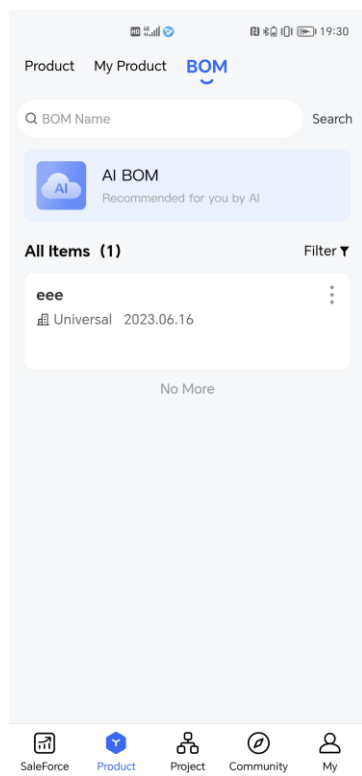 HD 19:30
Product My Product BOM
BOM Name Search
AI AI BOM
Recommended for you by AI
All Items (1) Filter
eee
Universal 2023.06.16
No More
SaleForce Product Project Community My